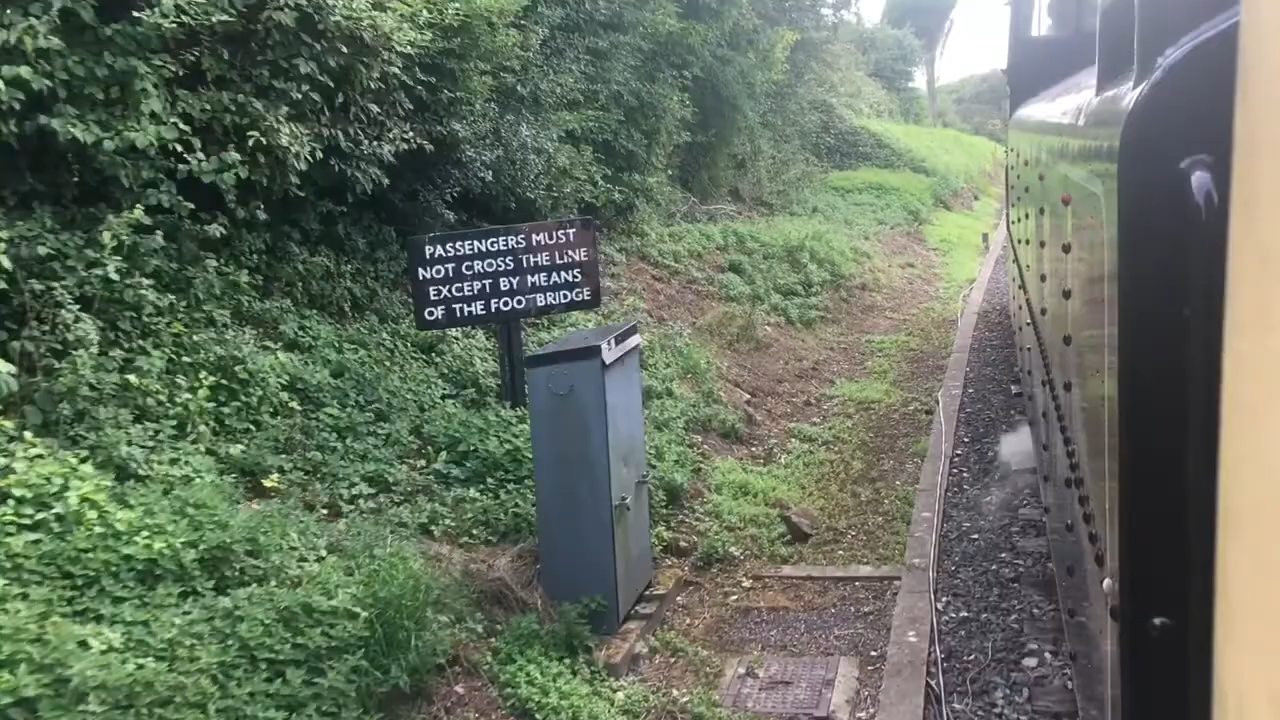 PASSENGERS MUST
NOT CROSS THE LINE
EXCEPT BY MEANS
OF THE FOOTBRIDGE